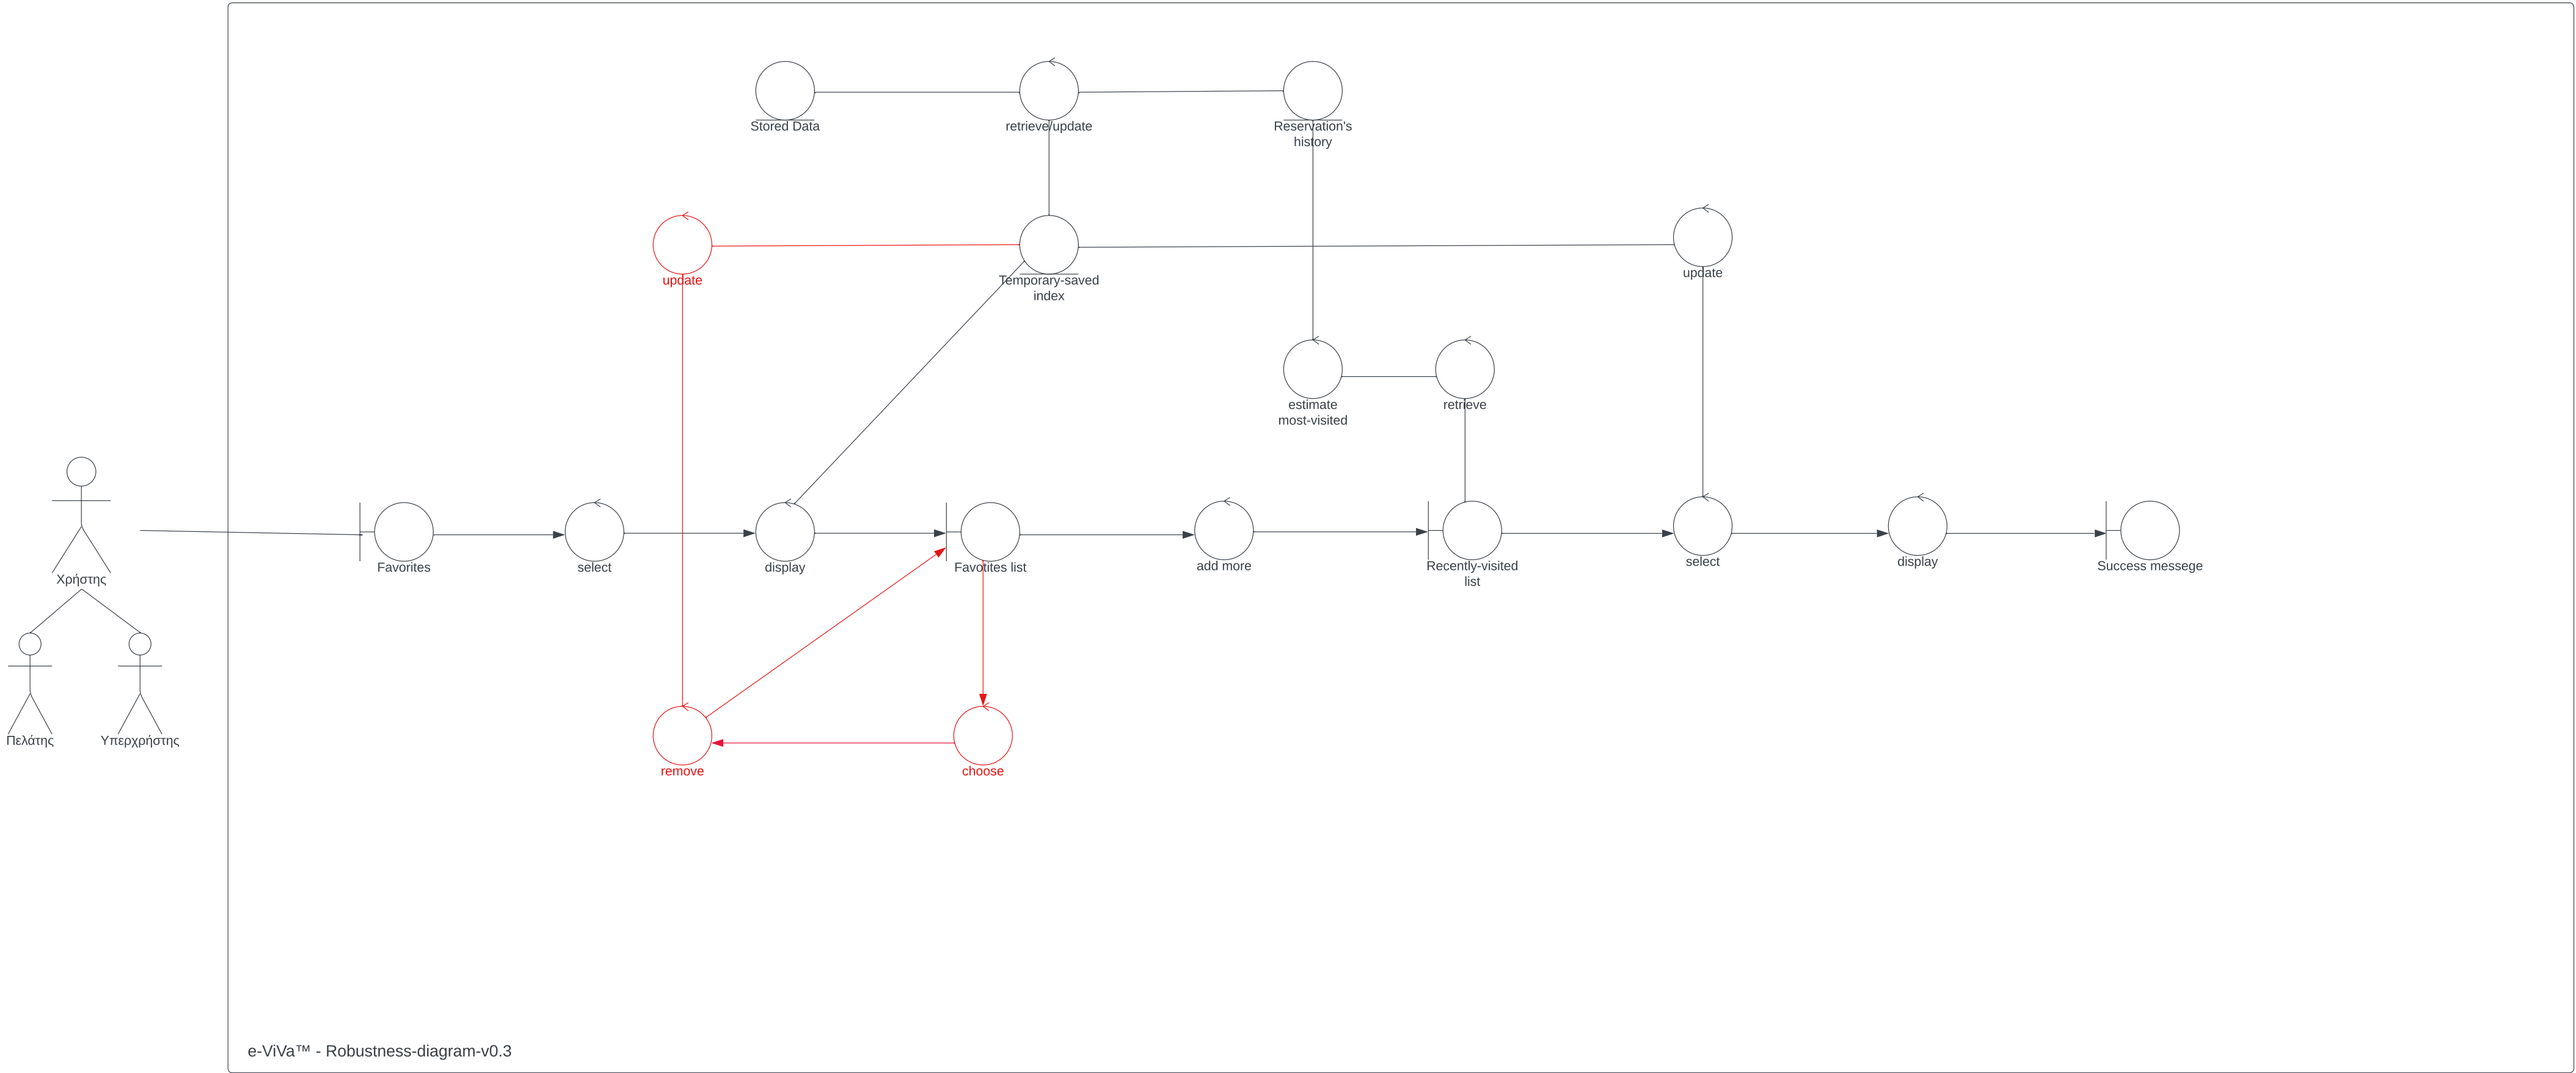 Stored Data
retrieve/update
Reservation's
history
update
Temporary-saved
index
update
estimate
most-visited
retrieve
Χρήστης
Favorites
select
display
Favotites list
add more
Recently-visited
list
select
display
Success messege
Πελάτης
Υπερχρήστης
remove
choose
e-ViVa™ - Robustness-diagram-v0.3